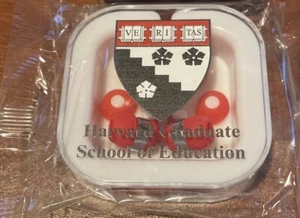 VE RI TAS
Harvard Graduate
School of Education